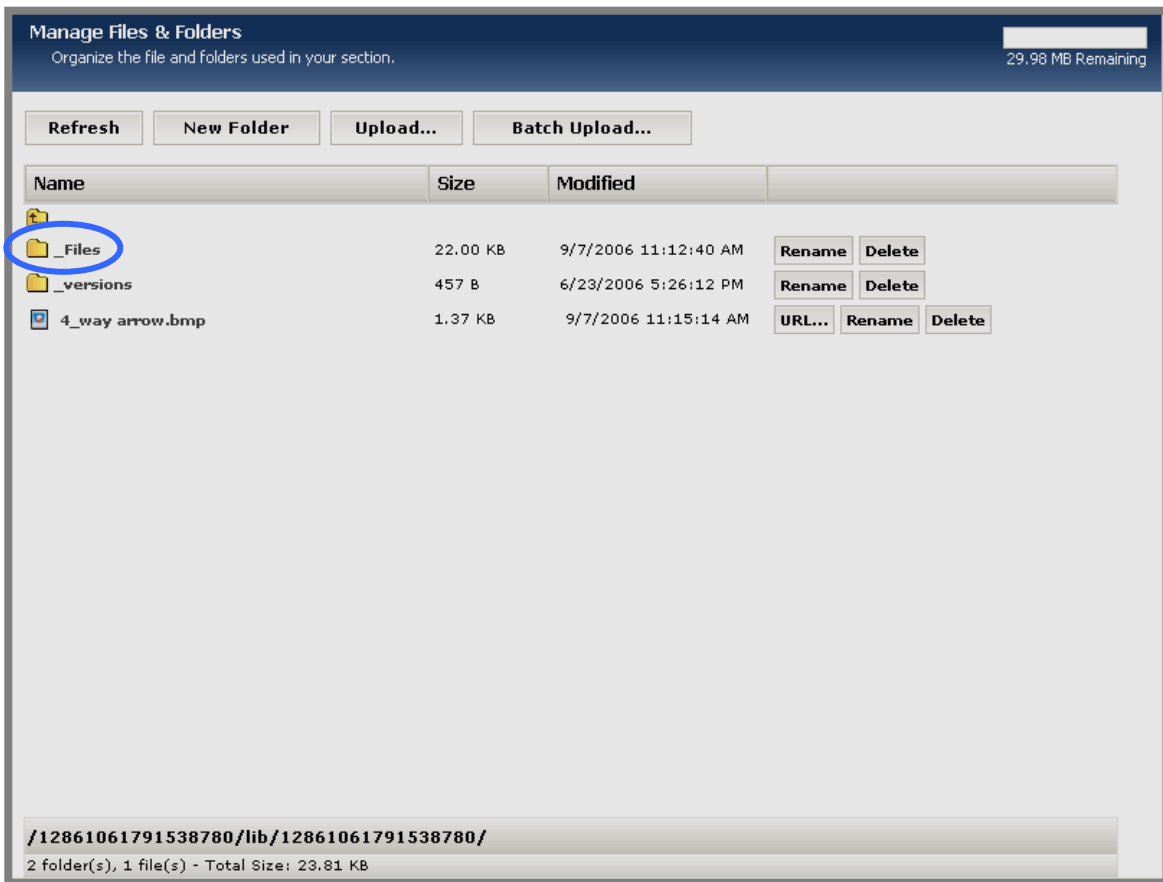 Manage Files & Folders
Organize the file and folders used in your section.
29.98 MB Remaining
Refresh New Folder Upload... Batch Upload...
Name Size Modified
_Files 22.00 KB 9/7/2006 11:12:40 AM Rename Delete
_versions 457 B 6/23/2006 5:26:12 PM Rename Delete
4_way arrow.bmp 1.37 KB 9/7/2006 11:15:14 AM URL... Rename Delete
/12861061791538780/lib/12861061791538780/
2 folder(s), 1 file(s) - Total Size: 23.81 KB